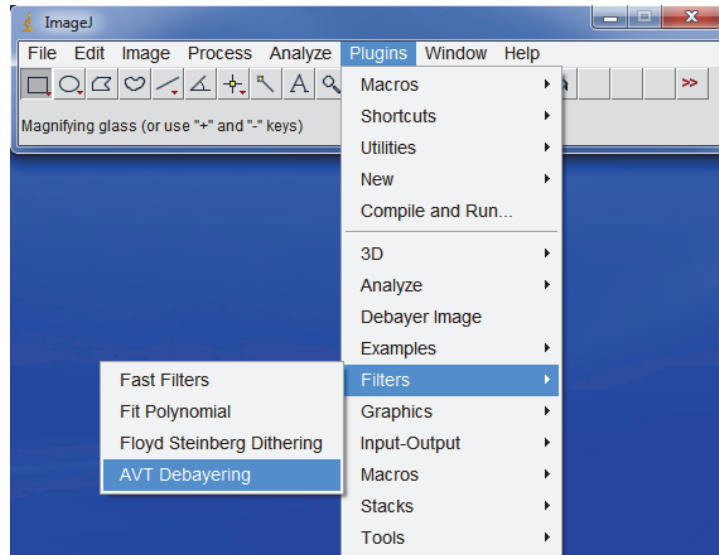 ImageJ
File Edit Image Process Analyze Plugins Window Help
A >>
Magnifying glass (or use "+" and "-" keys)
Macros
Shortcuts
Utilities
New
Compile and Run...
3D
Analyze
Debayer Image
Examples
Fast Filters Filters
Fit Polynomial Graphics
Floyd Steinberg Dithering Input-Output
AVT Debayering Macros
Stacks
Tools